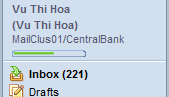 Vu Thi Hoa
(Vu Thi Hoa)
MailClus01/CentralBank
Inbox (221)
Drafts